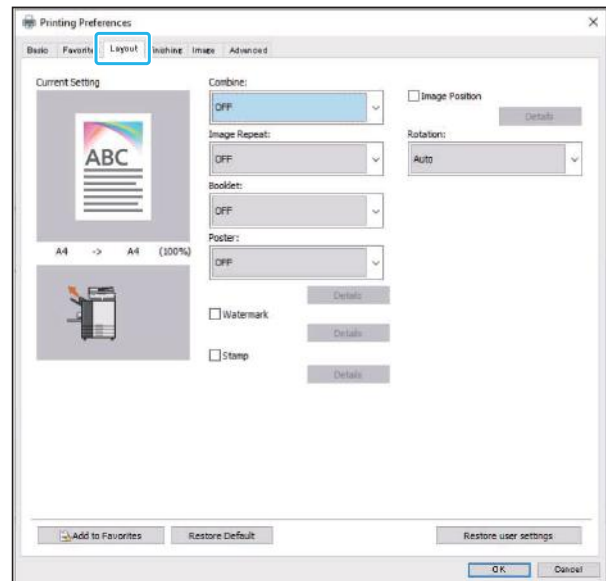 Printing Preferences
Basic Favorite Layout Finishing Image Advanced
Current Setting
ABC
A4 -> A4 (100%)
Combine:
OFF
Image Repeat:
OFF
Booklet:
OFF
Poster:
OFF
Details
Watermark
Details
Stamp
Details
Image Position
Details
Rotation:
Auto
Add to Favorites
Restore Default
Restore user settings
OK
Cancel